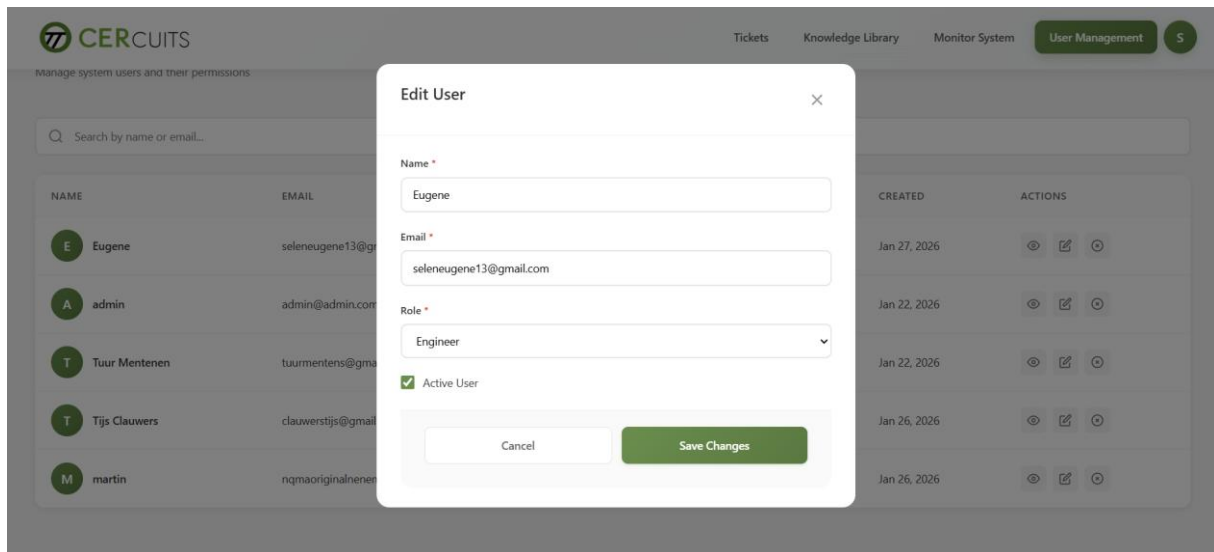 CERCUITS
Tickets Knowledge Library Monitor System User Management S
Manage system users and their permissions
Edit User
Search by name or email...
Name *
Eugene
NAME EMAIL CREATED ACTIONS
Email *
E Eugene seleneugene13@gm Jan 27, 2026
seleneugene13@gmail.com
A admin admin@admin.com Jan 22, 2026
Role *
Engineer
T Tuur Mentenen tuurmentens@gma Jan 22, 2026
Active User
T Tijs Clauwers clauwerstijs@gmail Jan 26, 2026
Cancel Save Changes
M martin Jan 26, 2026